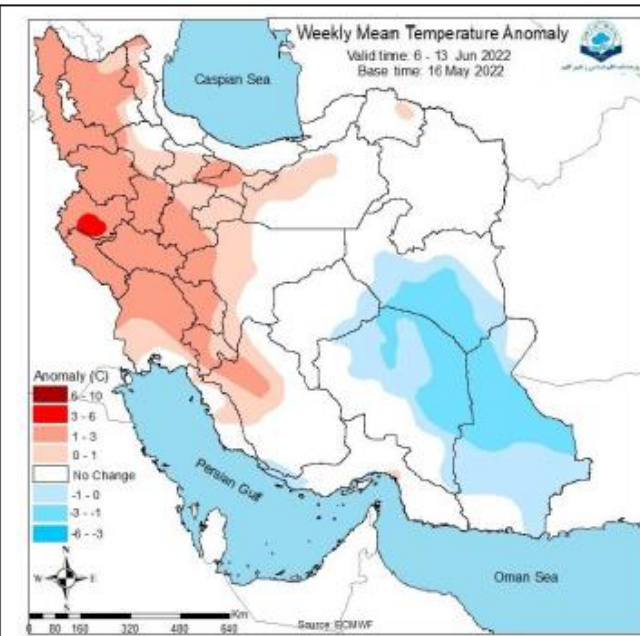 Weekly Mean Temperature Anomaly
Valid time: 6 - 13 Jun 2022
Base time: 16 May 2022
Caspian Sea
Anomaly (C)
6 - 10
3 - 6
1 - 3
0 - 1
No Change
-1 - 0
-3 - -1
-6 - -3
Persian Gulf
Oman Sea
N
W E
S
Km
0 80 160 320 480 640
Source: ECMWF